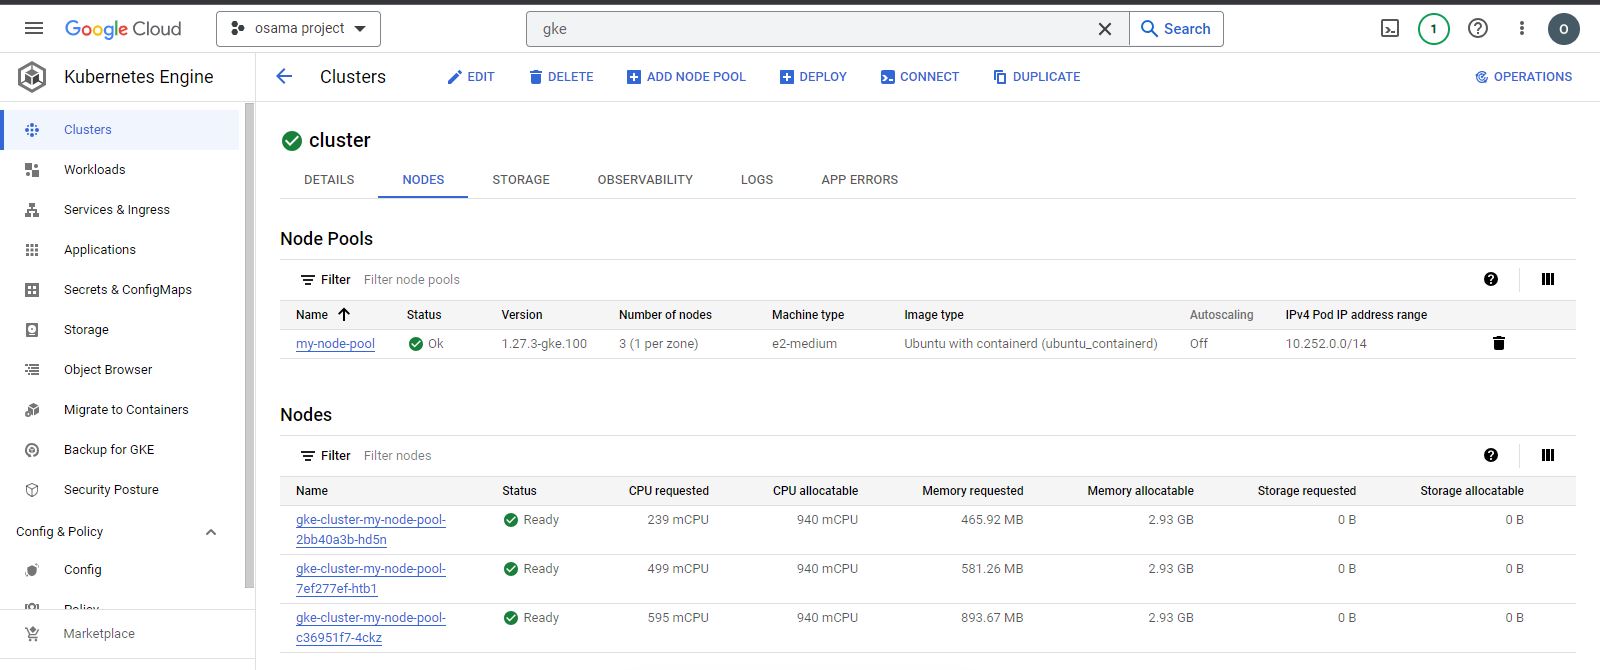 Google Cloud
osama project
gke
Search
1
O
Kubernetes Engine
Clusters
EDIT
DELETE
ADD NODE POOL
DEPLOY
CONNECT
DUPLICATE
OPERATIONS
Clusters
Workloads
Services & Ingress
Applications
Secrets & ConfigMaps
Storage
Object Browser
Migrate to Containers
Backup for GKE
Security Posture
Config & Policy
Config
Policy
Marketplace
cluster
DETAILS NODES STORAGE OBSERVABILITY LOGS APP ERRORS
Node Pools
Filter Filter node pools
Name Status Version Number of nodes Machine type Image type Autoscaling IPv4 Pod IP address range
my-node-pool Ok 1.27.3-gke.100 3 (1 per zone) e2-medium Ubuntu with containerd (ubuntu_containerd) Off 10.252.0.0/14
Nodes
Filter Filter nodes
Name Status CPU requested CPU allocatable Memory requested Memory allocatable Storage requested Storage allocatable
gke-cluster-my-node-pool- Ready 239 mCPU 940 mCPU 465.92 MB 2.93 GB 0 B 0 B
2bb40a3b-hd5n
gke-cluster-my-node-pool- Ready 499 mCPU 940 mCPU 581.26 MB 2.93 GB 0 B 0 B
7ef277ef-htb1
gke-cluster-my-node-pool- Ready 595 mCPU 940 mCPU 893.67 MB 2.93 GB 0 B 0 B
c36951f7-4ckz